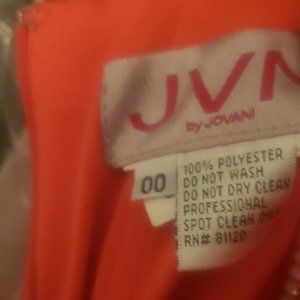 JVN
by JOVANI
00
100% POLYESTER
DO NOT WASH
DO NOT DRY CLEAN
PROFESSIONAL
SPOT CLEAN ONLY
RN# 81120